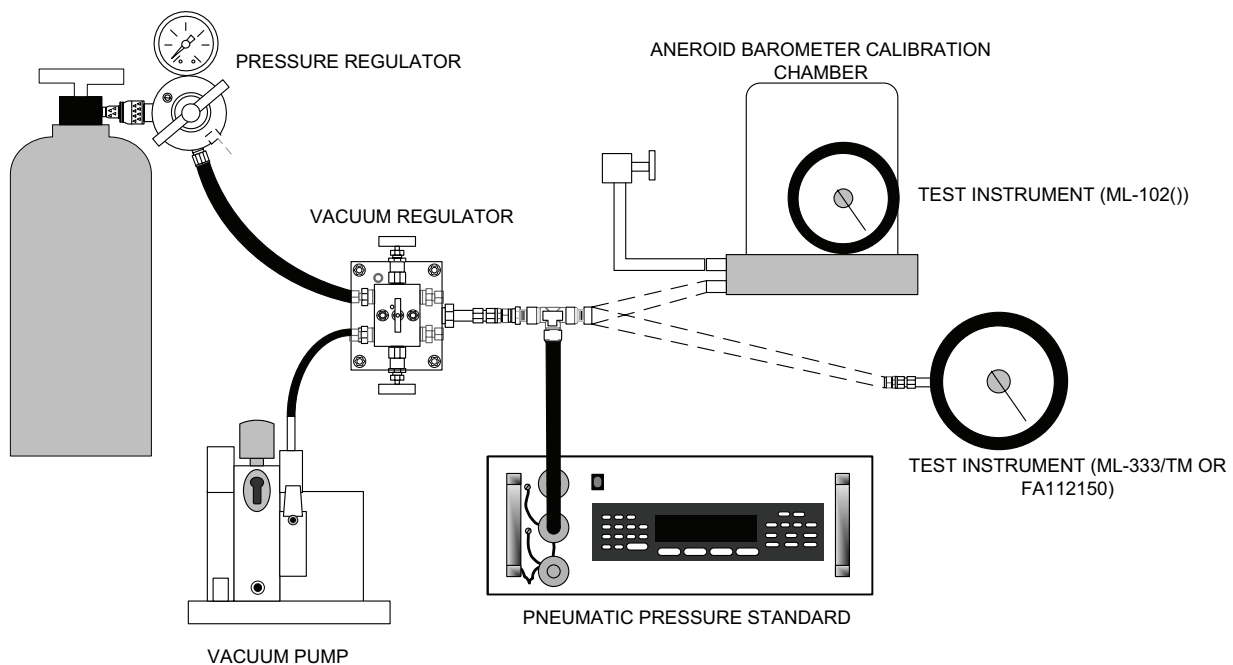 PRESSURE REGULATOR
ANEROID BAROMETER CALIBRATION
CHAMBER
TEST INSTRUMENT (ML-102())
VACUUM REGULATOR
TEST INSTRUMENT (ML-333/TM OR
FA112150)
PNEUMATIC PRESSURE STANDARD
VACUUM PUMP